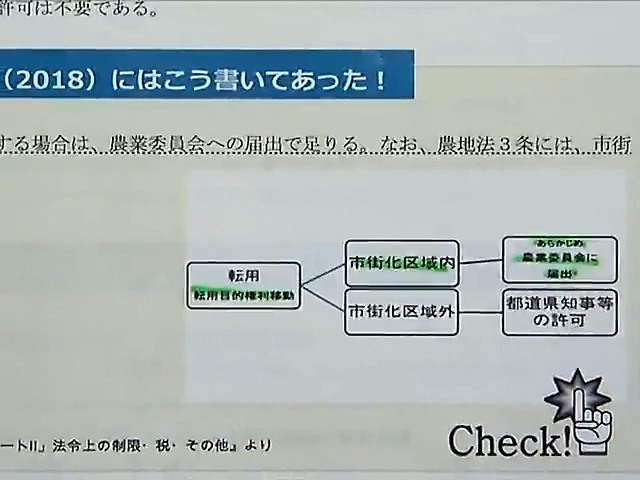 許可は不要である。
（2018）にはこう書いてあった！
する場合は、農業委員会への届出で足りる。なお、農地法３条には、市街
転用
転用目的権利移動
市街化区域内
あらかじめ
農業委員会に
届出
市街化区域外
都道府県知事等
の許可
ートII」法令上の制限・税・その他』より
Check!